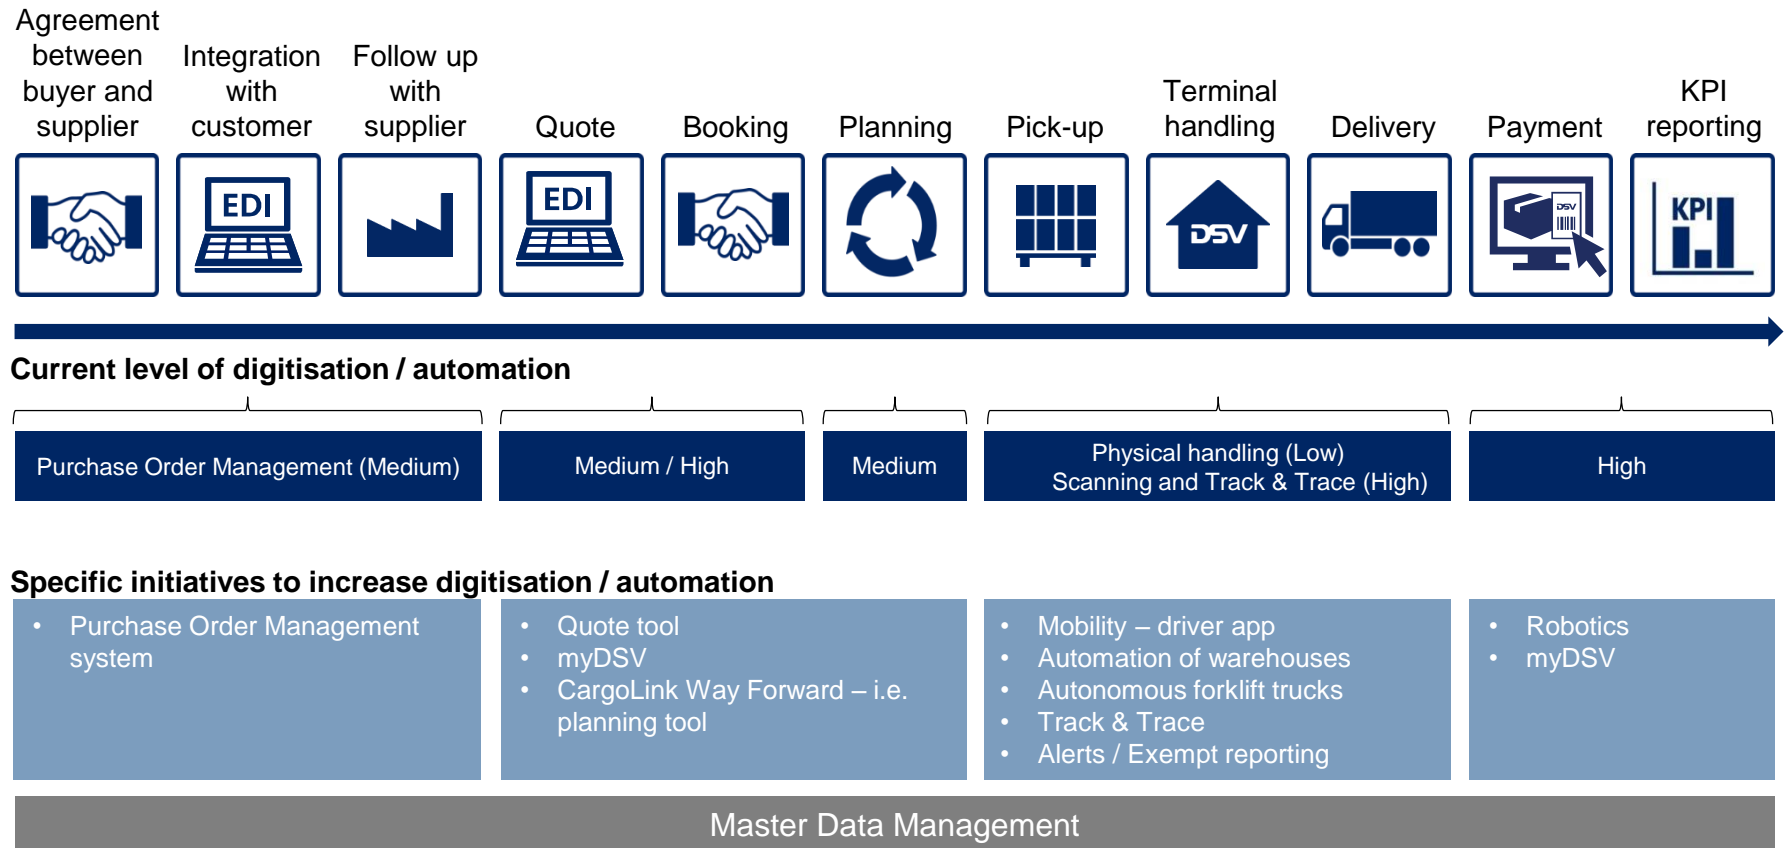 Agreement
between
buyer and
supplier
Integration
with
customer
Follow up
with
supplier
Quote
Booking
Planning
Pick-up
Terminal
handling
Delivery
Payment
KPI
reporting
EDI
EDI
DSV
DSV
KPI
Current level of digitisation / automation
Purchase Order Management (Medium)
Medium / High
Medium
Physical handling (Low)
Scanning and Track & Trace (High)
High
Specific initiatives to increase digitisation / automation
• Purchase Order Management
system
• Quote tool
• myDSV
• CargoLink Way Forward – i.e.
planning tool
• Mobility – driver app
• Automation of warehouses
• Autonomous forklift trucks
• Track & Trace
• Alerts / Exempt reporting
• Robotics
• myDSV
Master Data Management